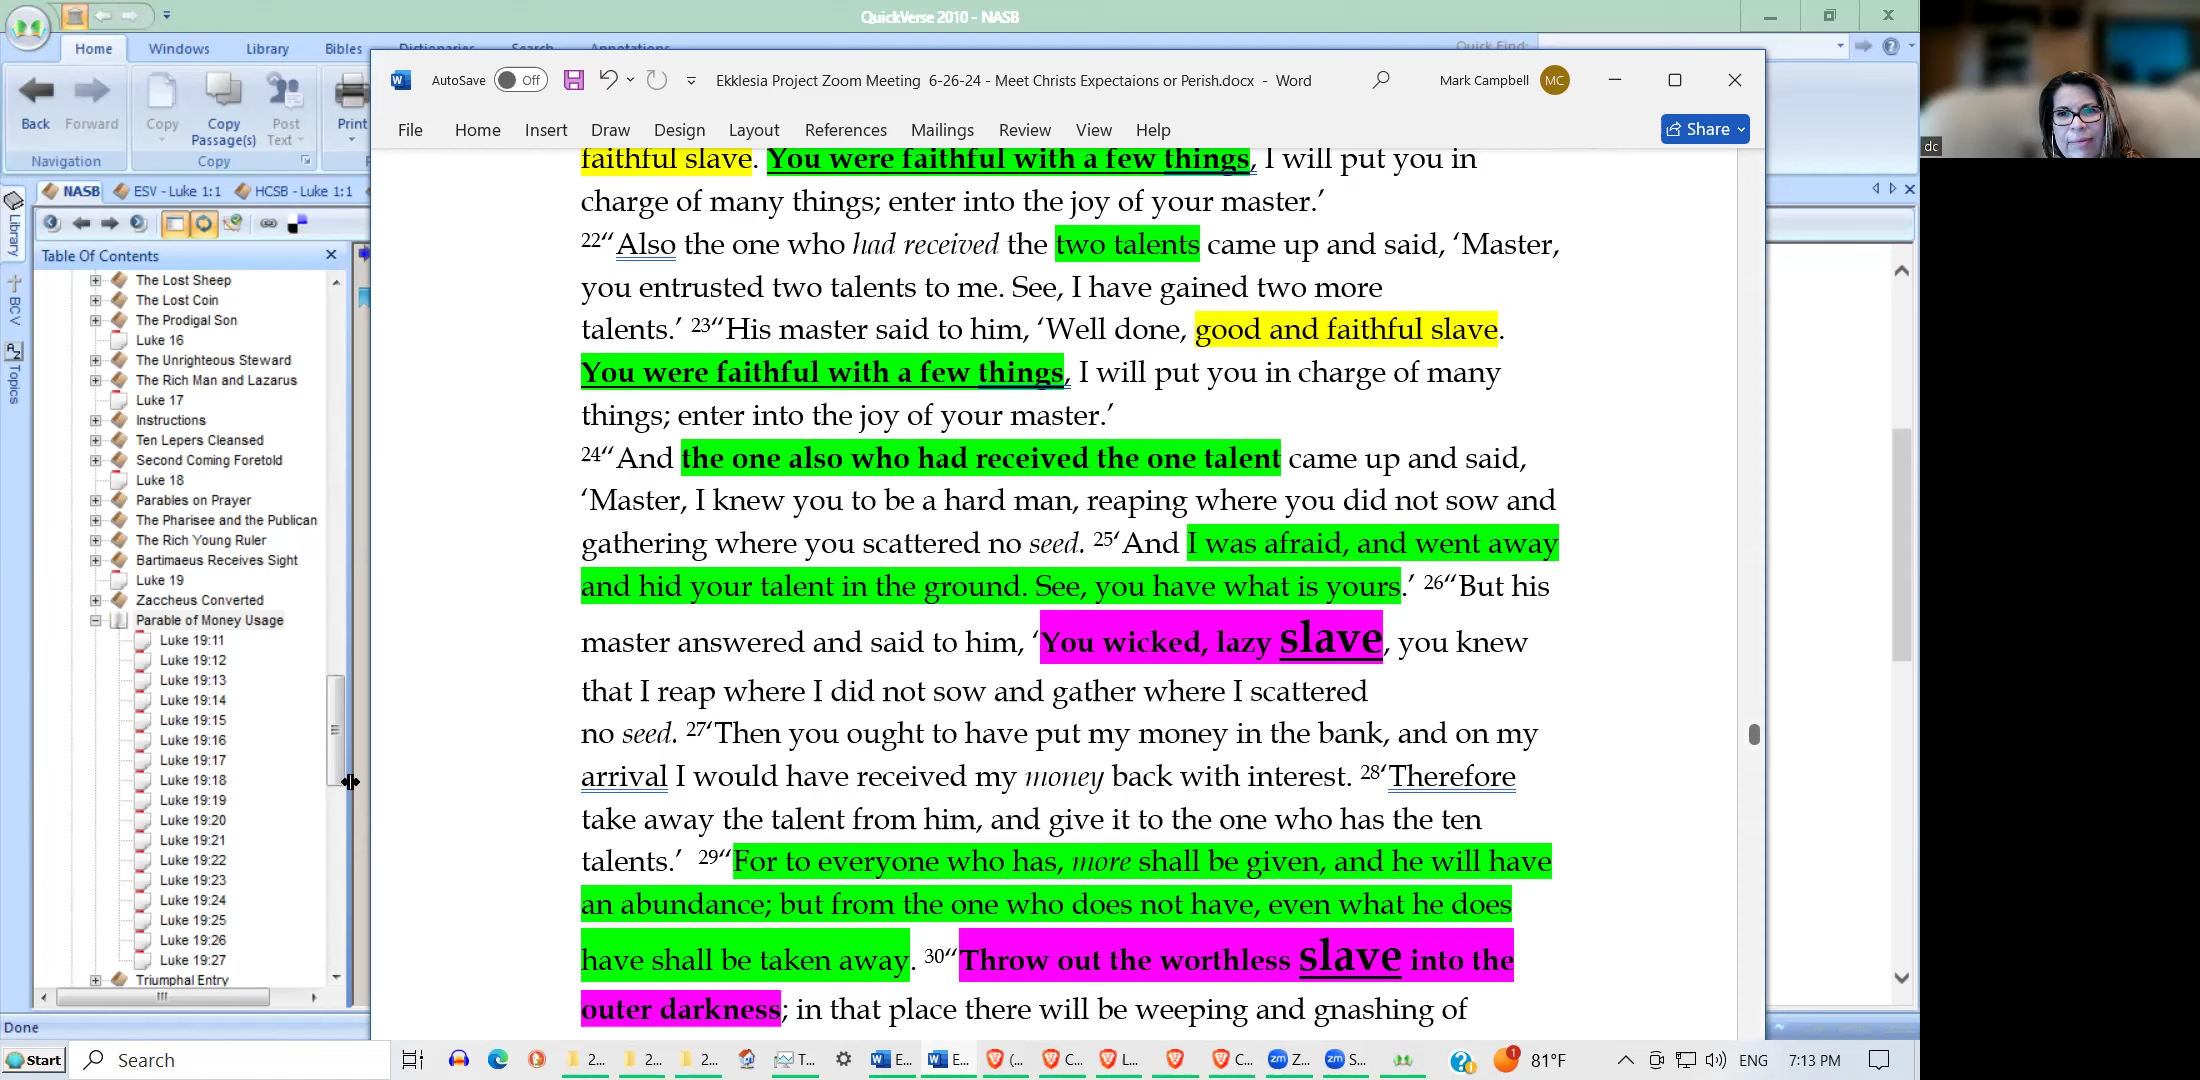 QuickVerse 2010 - NASB
Home Windows Library Bibles Dictionaries Search Annotations Quick Find:
Back Forward Copy Copy Passage(s) Post Text Print
Navigation Copy
NASB ESV - Luke 1:1 HCSB - Luke 1:1
Library
BCV
Topics
Table Of Contents
The Lost Sheep
The Lost Coin
The Prodigal Son
Luke 16
The Unrighteous Steward
The Rich Man and Lazarus
Luke 17
Instructions
Ten Lepers Cleansed
Second Coming Foretold
Luke 18
Parables on Prayer
The Pharisee and the Publican
The Rich Young Ruler
Bartimaeus Receives Sight
Luke 19
Zaccheus Converted
Parable of Money Usage
Luke 19:11
Luke 19:12
Luke 19:13
Luke 19:14
Luke 19:15
Luke 19:16
Luke 19:17
Luke 19:18
Luke 19:19
Luke 19:20
Luke 19:21
Luke 19:22
Luke 19:23
Luke 19:24
Luke 19:25
Luke 19:26
Luke 19:27
Triumphal Entry
Done
AutoSave Off Ekklesia Project Zoom Meeting 6-26-24 - Meet Christs Expectaions or Perish.docx - Word Mark Campbell MC
File Home Insert Draw Design Layout References Mailings Review View Help Share
faithful slave. You were faithful with a few things, I will put you in
charge of many things; enter into the joy of your master.’
22“Also the one who had received the two talents came up and said, ‘Master,
you entrusted two talents to me. See, I have gained two more
talents.’ 23“His master said to him, ‘Well done, good and faithful slave.
You were faithful with a few things, I will put you in charge of many
things; enter into the joy of your master.’
24“And the one also who had received the one talent came up and said,
‘Master, I knew you to be a hard man, reaping where you did not sow and
gathering where you scattered no seed. 25‘And I was afraid, and went away
and hid your talent in the ground. See, you have what is yours.’ 26“But his
master answered and said to him, ‘You wicked, lazy slave, you knew
that I reap where I did not sow and gather where I scattered
no seed. 27‘Then you ought to have put my money in the bank, and on my
arrival I would have received my money back with interest. 28‘Therefore
take away the talent from him, and give it to the one who has the ten
talents.’ 29“For to everyone who has, more shall be given, and he will have
an abundance; but from the one who does not have, even what he does
have shall be taken away. 30“Throw out the worthless slave into the
outer darkness; in that place there will be weeping and gnashing of
dc
Start Search 2... 2... 2... T... E... E... (... C... L... C... Z... S... 1 81°F ENG 7:13 PM